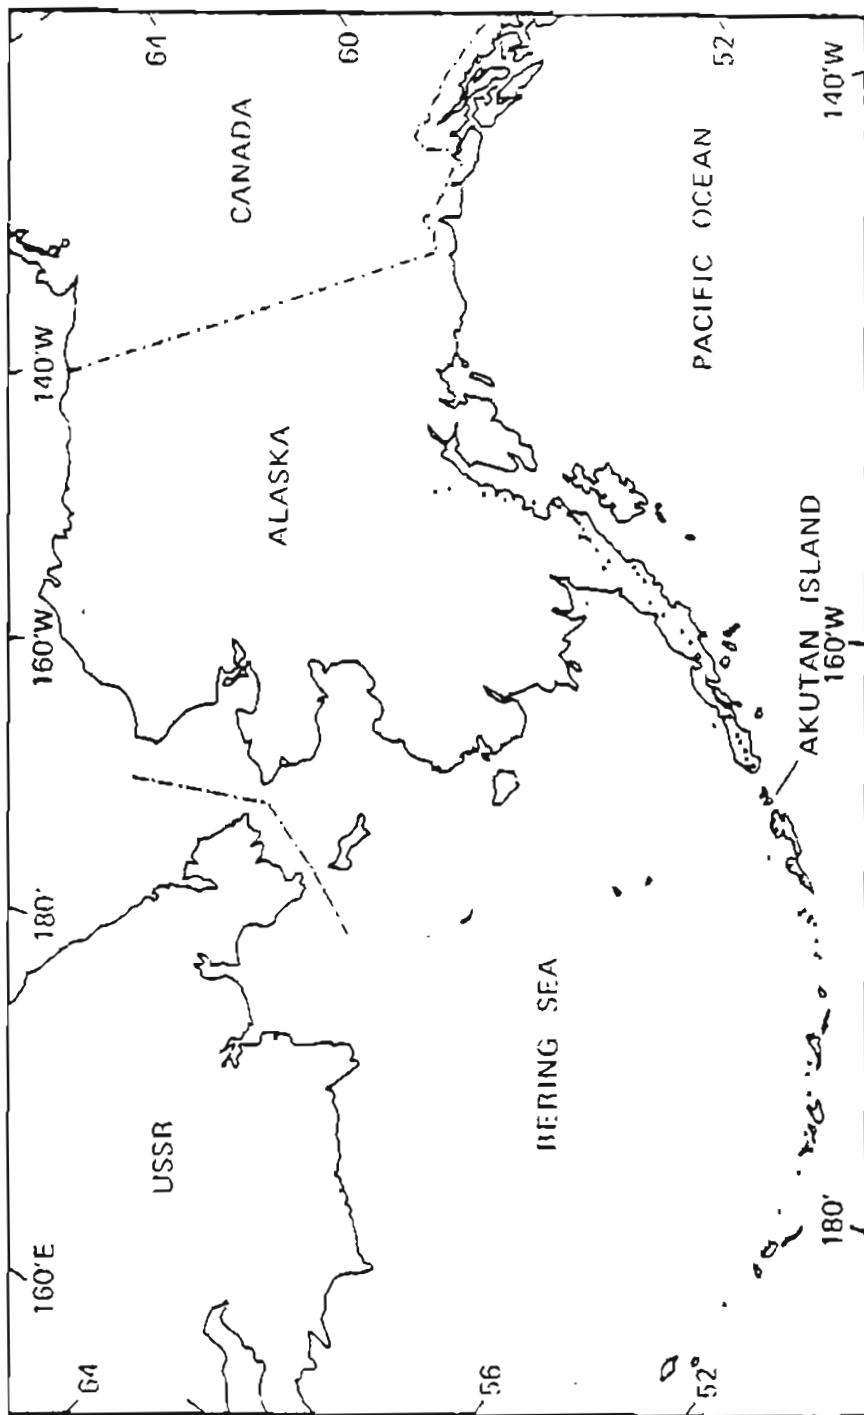 160'E 180' 160'W 140'W
64
64
USSR
CANADA
ALASKA
60
56
BERING SEA
52°
PACIFIC OCEAN
52
AKUTAN ISLAND
180' 160'W 140'W